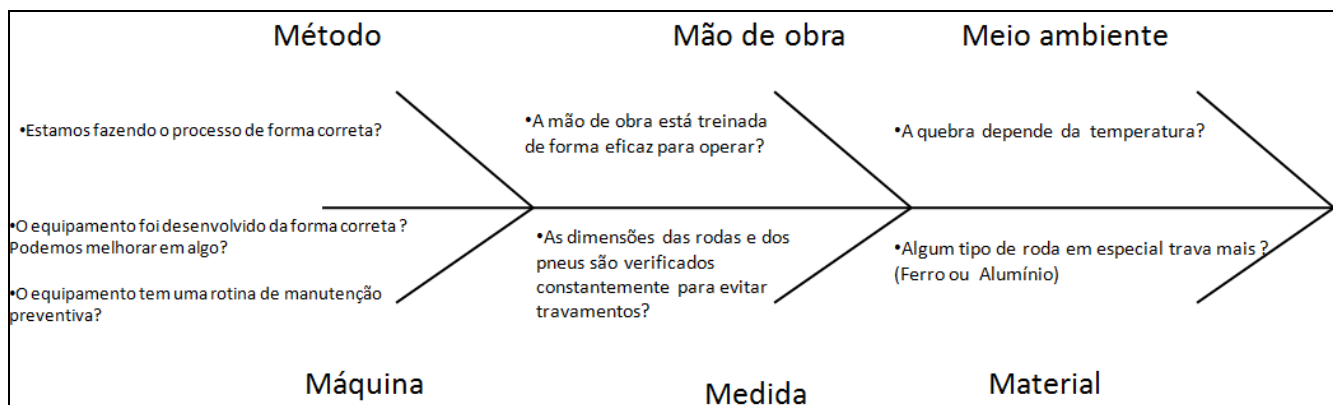 Método
Mão de obra
Meio ambiente
•Estamos fazendo o processo de forma correta?
•A mão de obra está treinada
de forma eficaz para operar?
•A quebra depende da temperatura?
•O equipamento foi desenvolvido da forma correta ?
Podemos melhorar em algo?
•O equipamento tem uma rotina de manutenção
preventiva?
•As dimensões das rodas e dos
pneus são verificados
constantemente para evitar
travamentos?
•Algum tipo de roda em especial trava mais ?
(Ferro ou Alumínio)
Máquina
Medida
Material